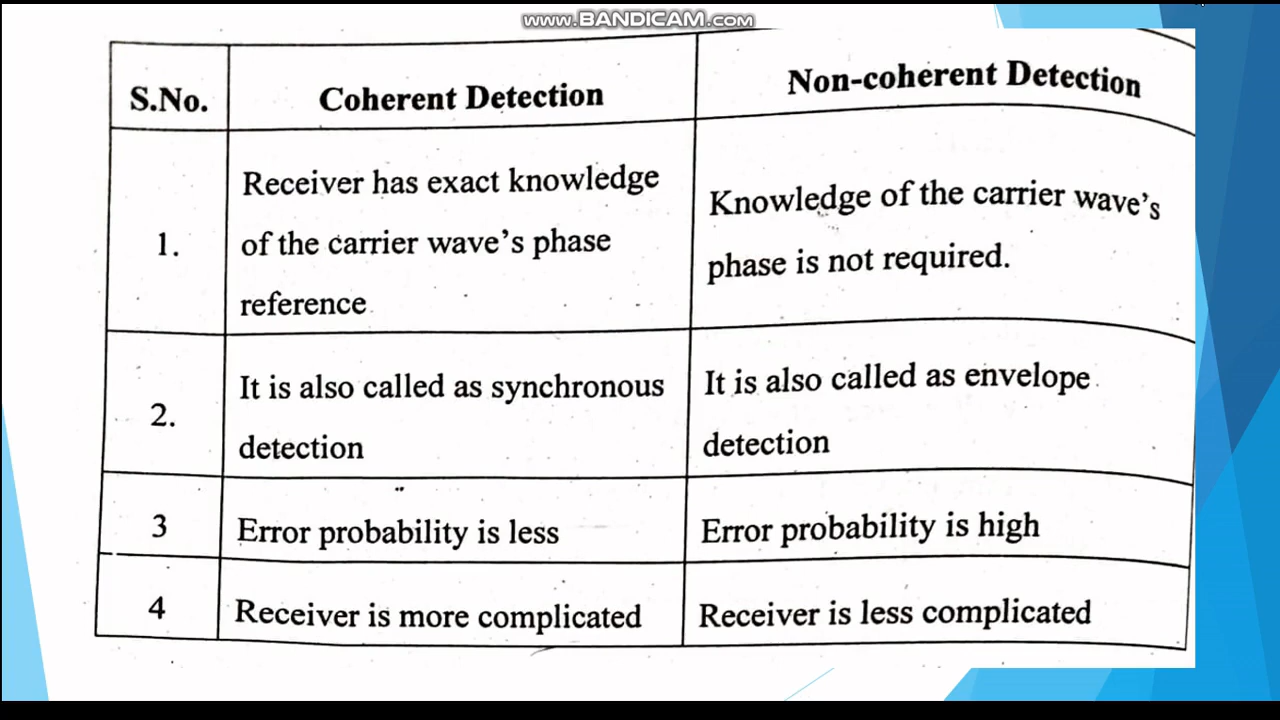 www.BANDICAM.com
S.No.
Coherent Detection
Non-coherent Detection
1.
Receiver has exact knowledge
of the carrier wave's phase
reference
Knowledge of the carrier wave's
phase is not required.
2.
It is also called as synchronous
detection
It is also called as envelope
detection
3
Error probability is less
Error probability is high
4
Receiver is more complicated
Receiver is less complicated